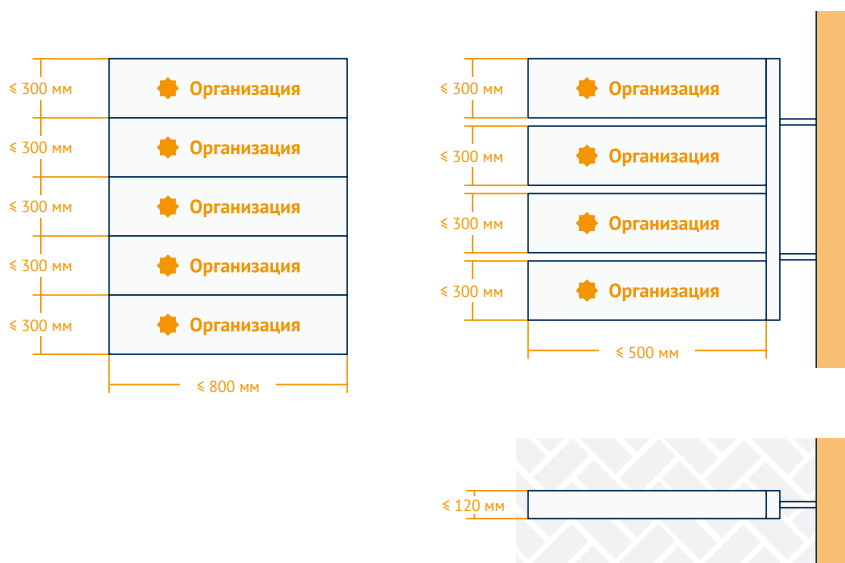 ≤ 300 мм
Организация
≤ 300 мм
Организация
≤ 300 мм
Организация
≤ 300 мм
Организация
≤ 300 мм
Организация
≤ 800 мм
≤ 300 мм
Организация
≤ 300 мм
Организация
≤ 300 мм
Организация
≤ 300 мм
Организация
≤ 500 мм
≤ 120 мм